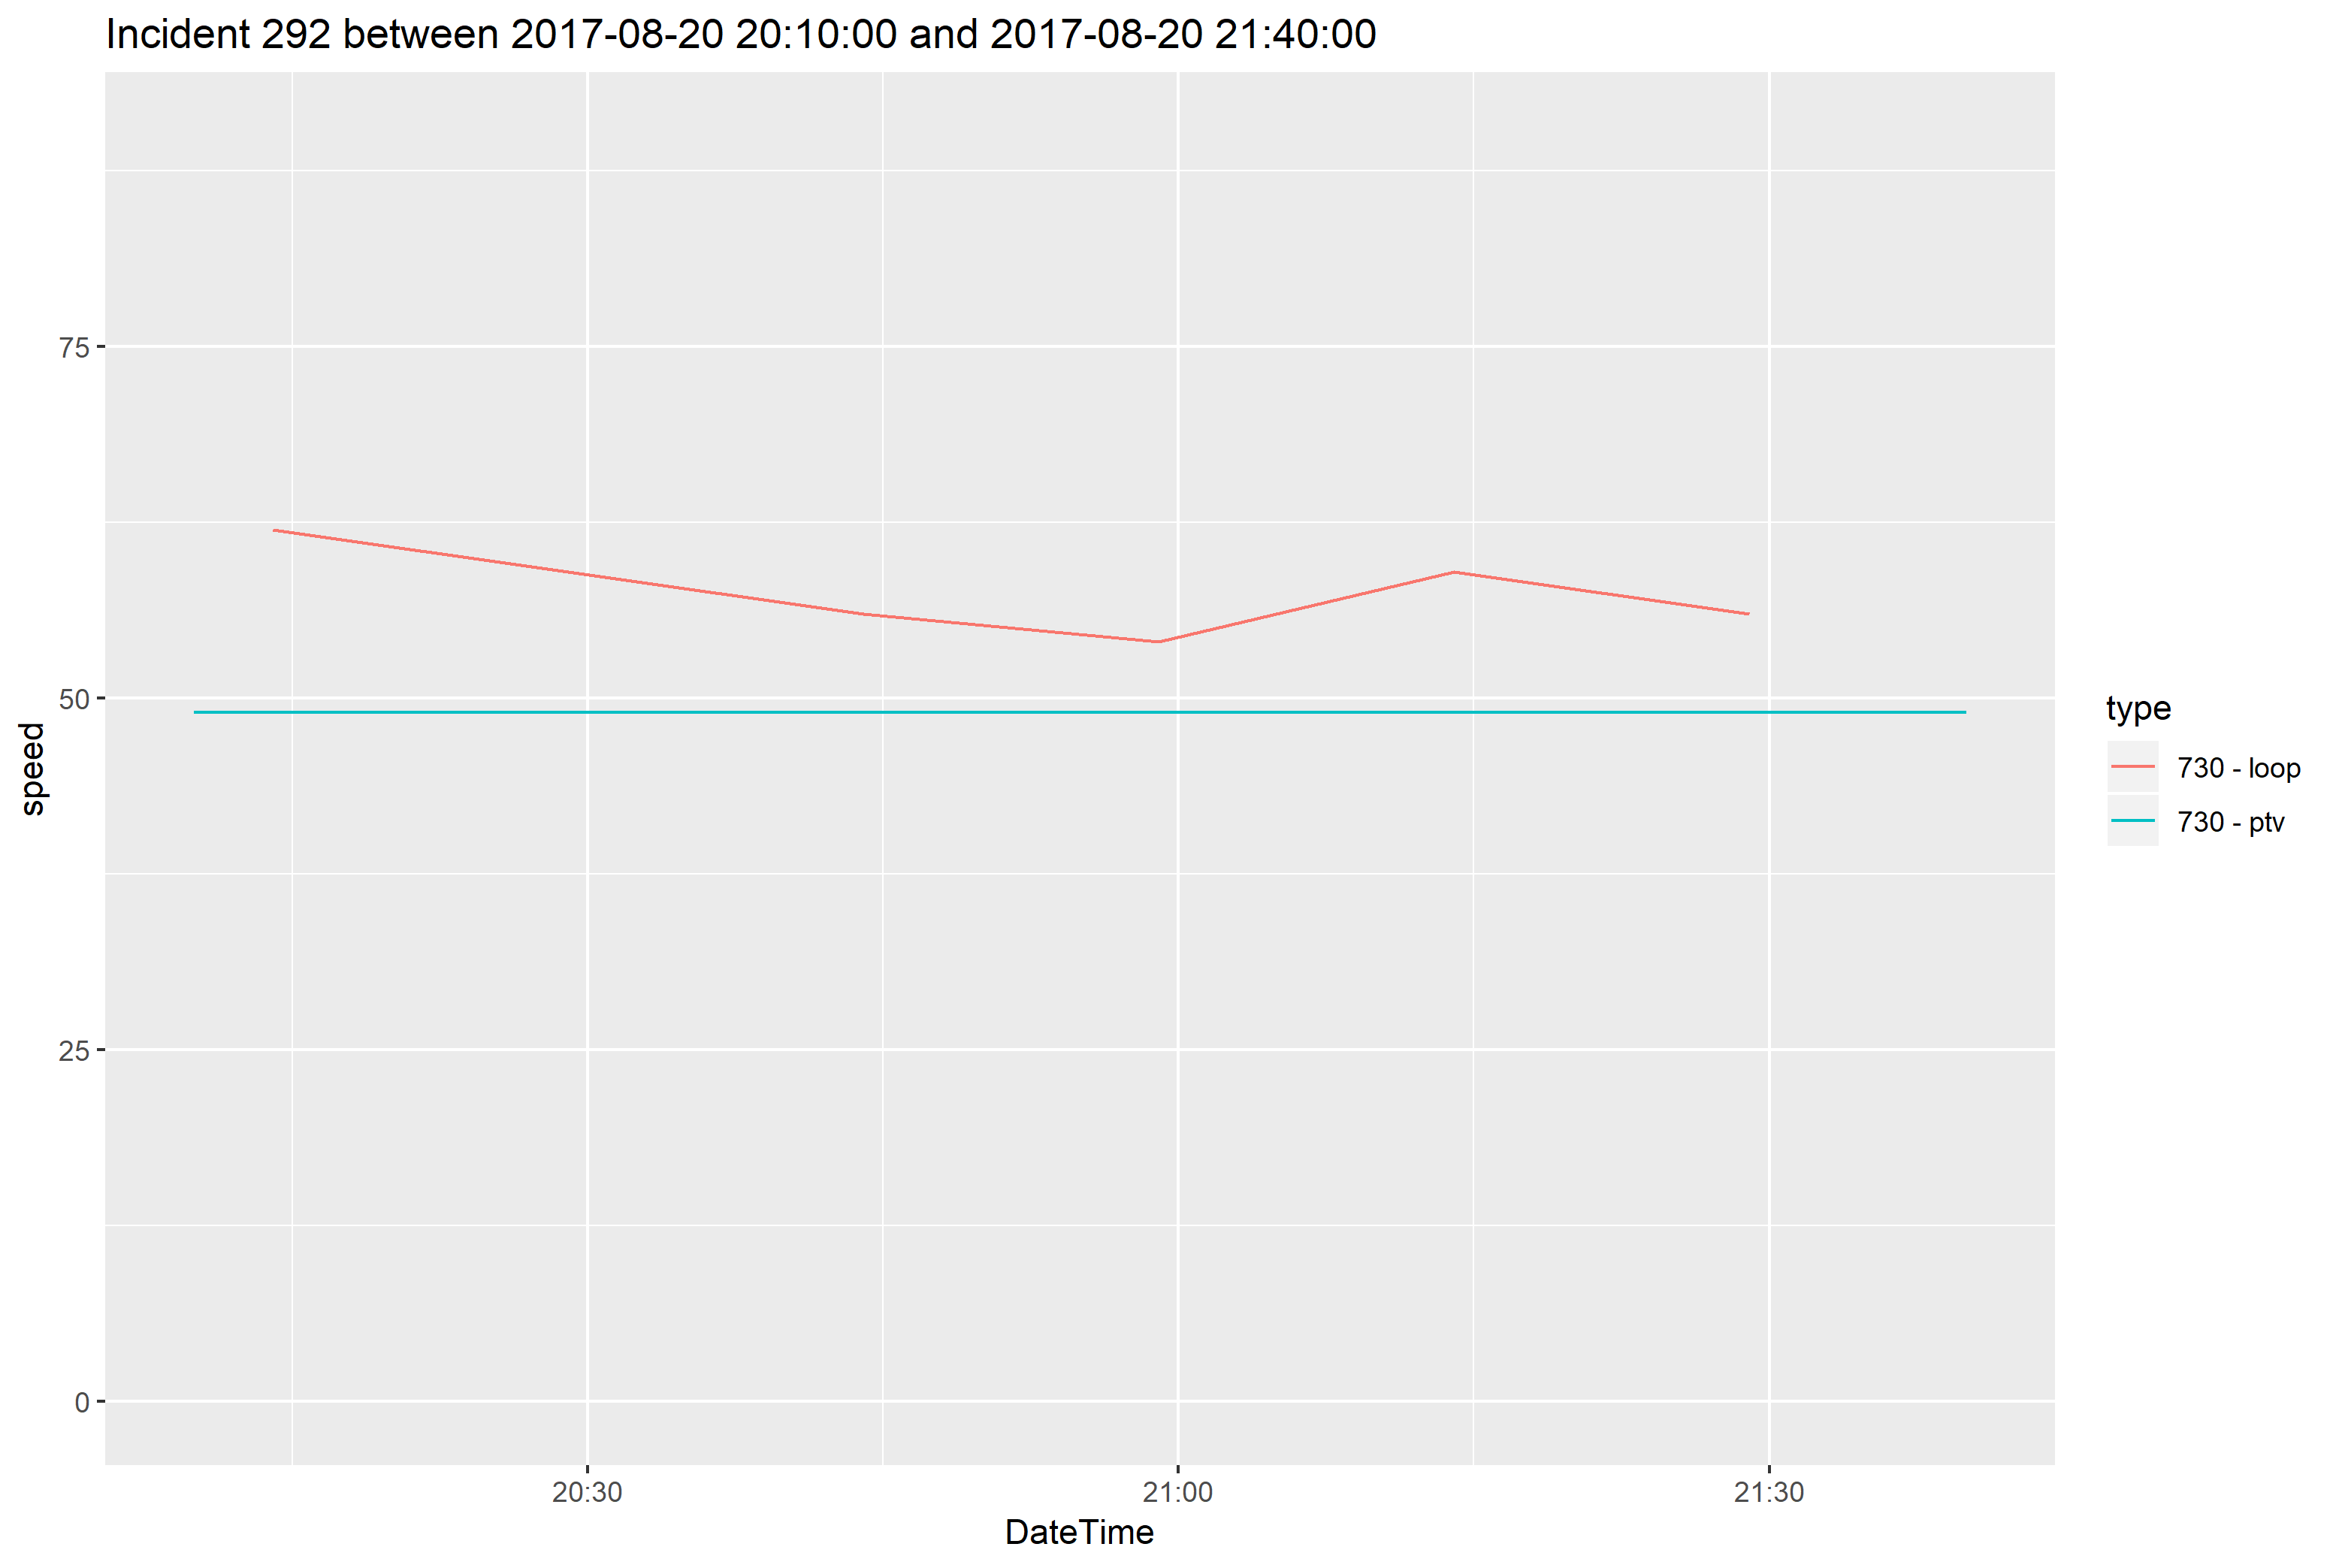 Incident 292 between 2017-08-20 20:10:00 and 2017-08-20 21:40:00
75
50
25
0
speed
20:30
21:00
21:30
DateTime
type
730 - loop
730 - ptv